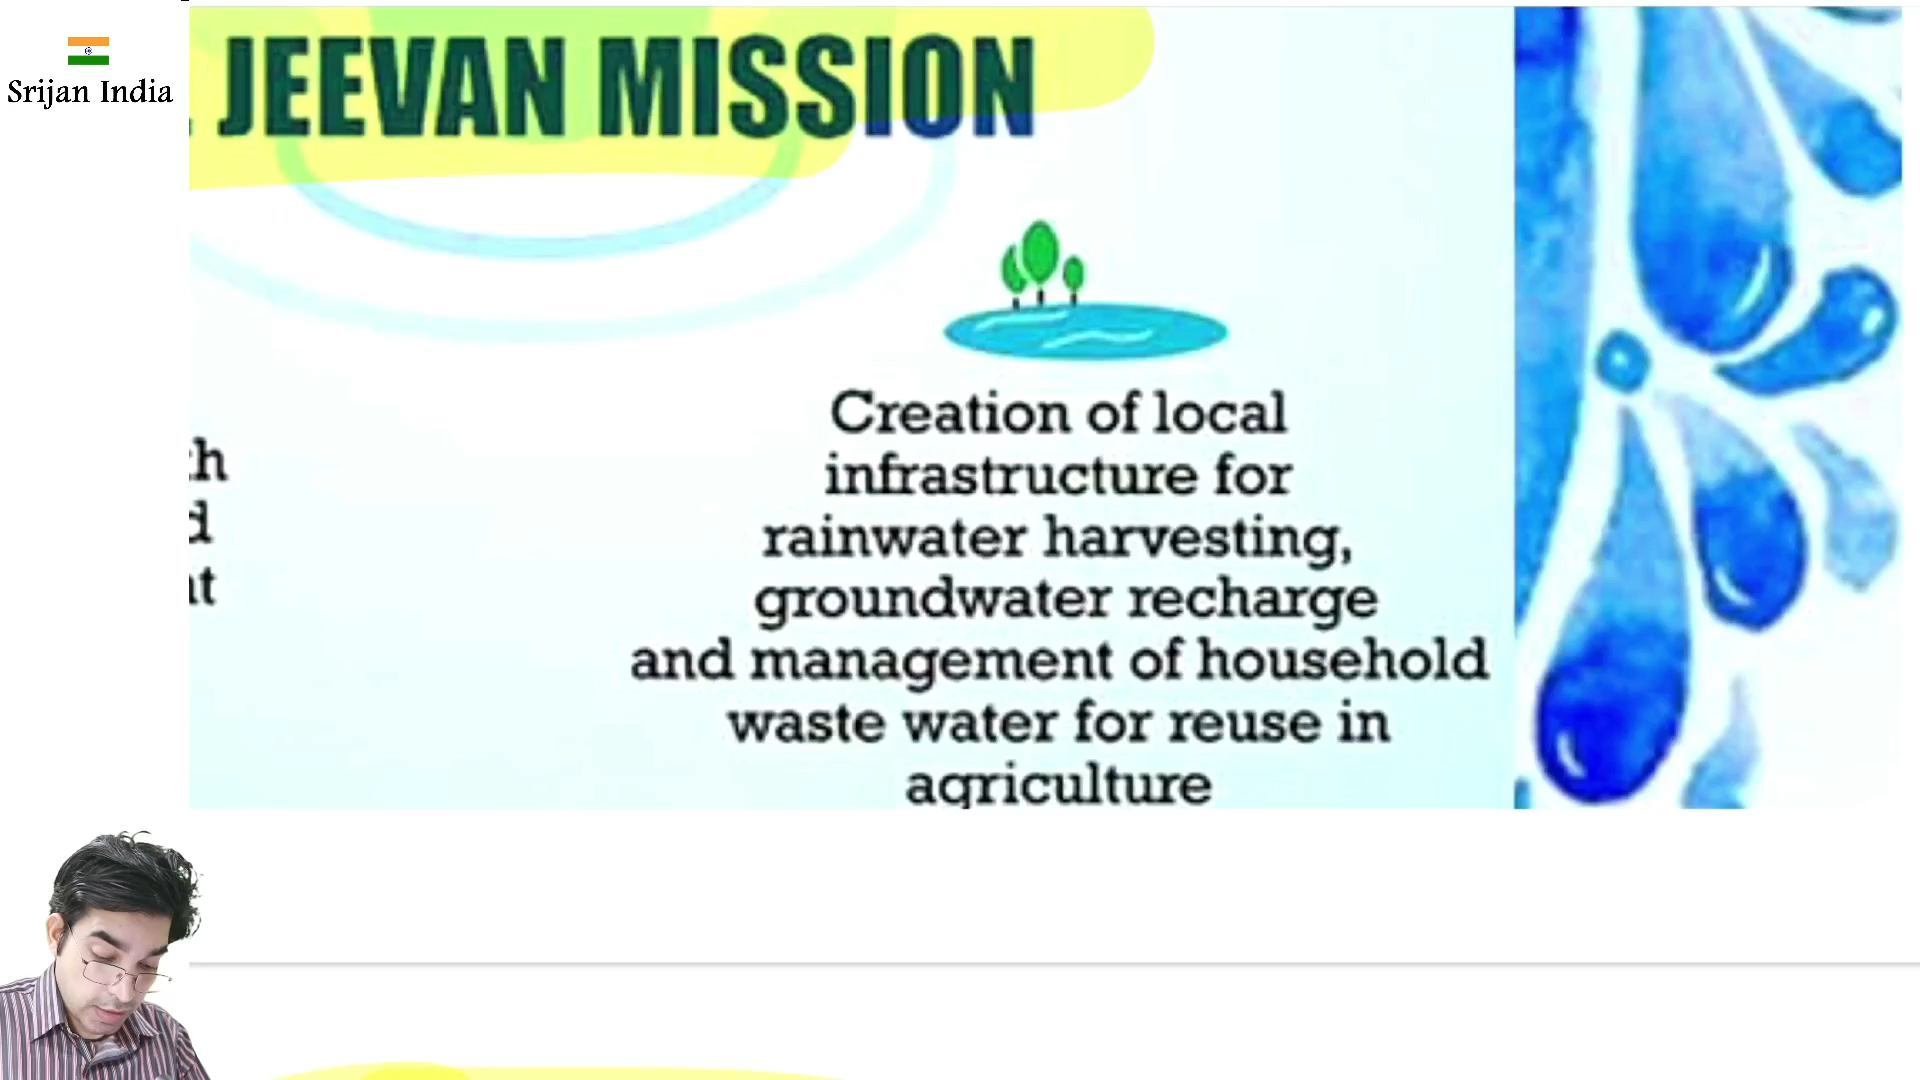 Srijan India
JEEVAN MISSION
Creation of local
infrastructure for
rainwater harvesting,
groundwater recharge
and management of household
waste water for reuse in
agriculture